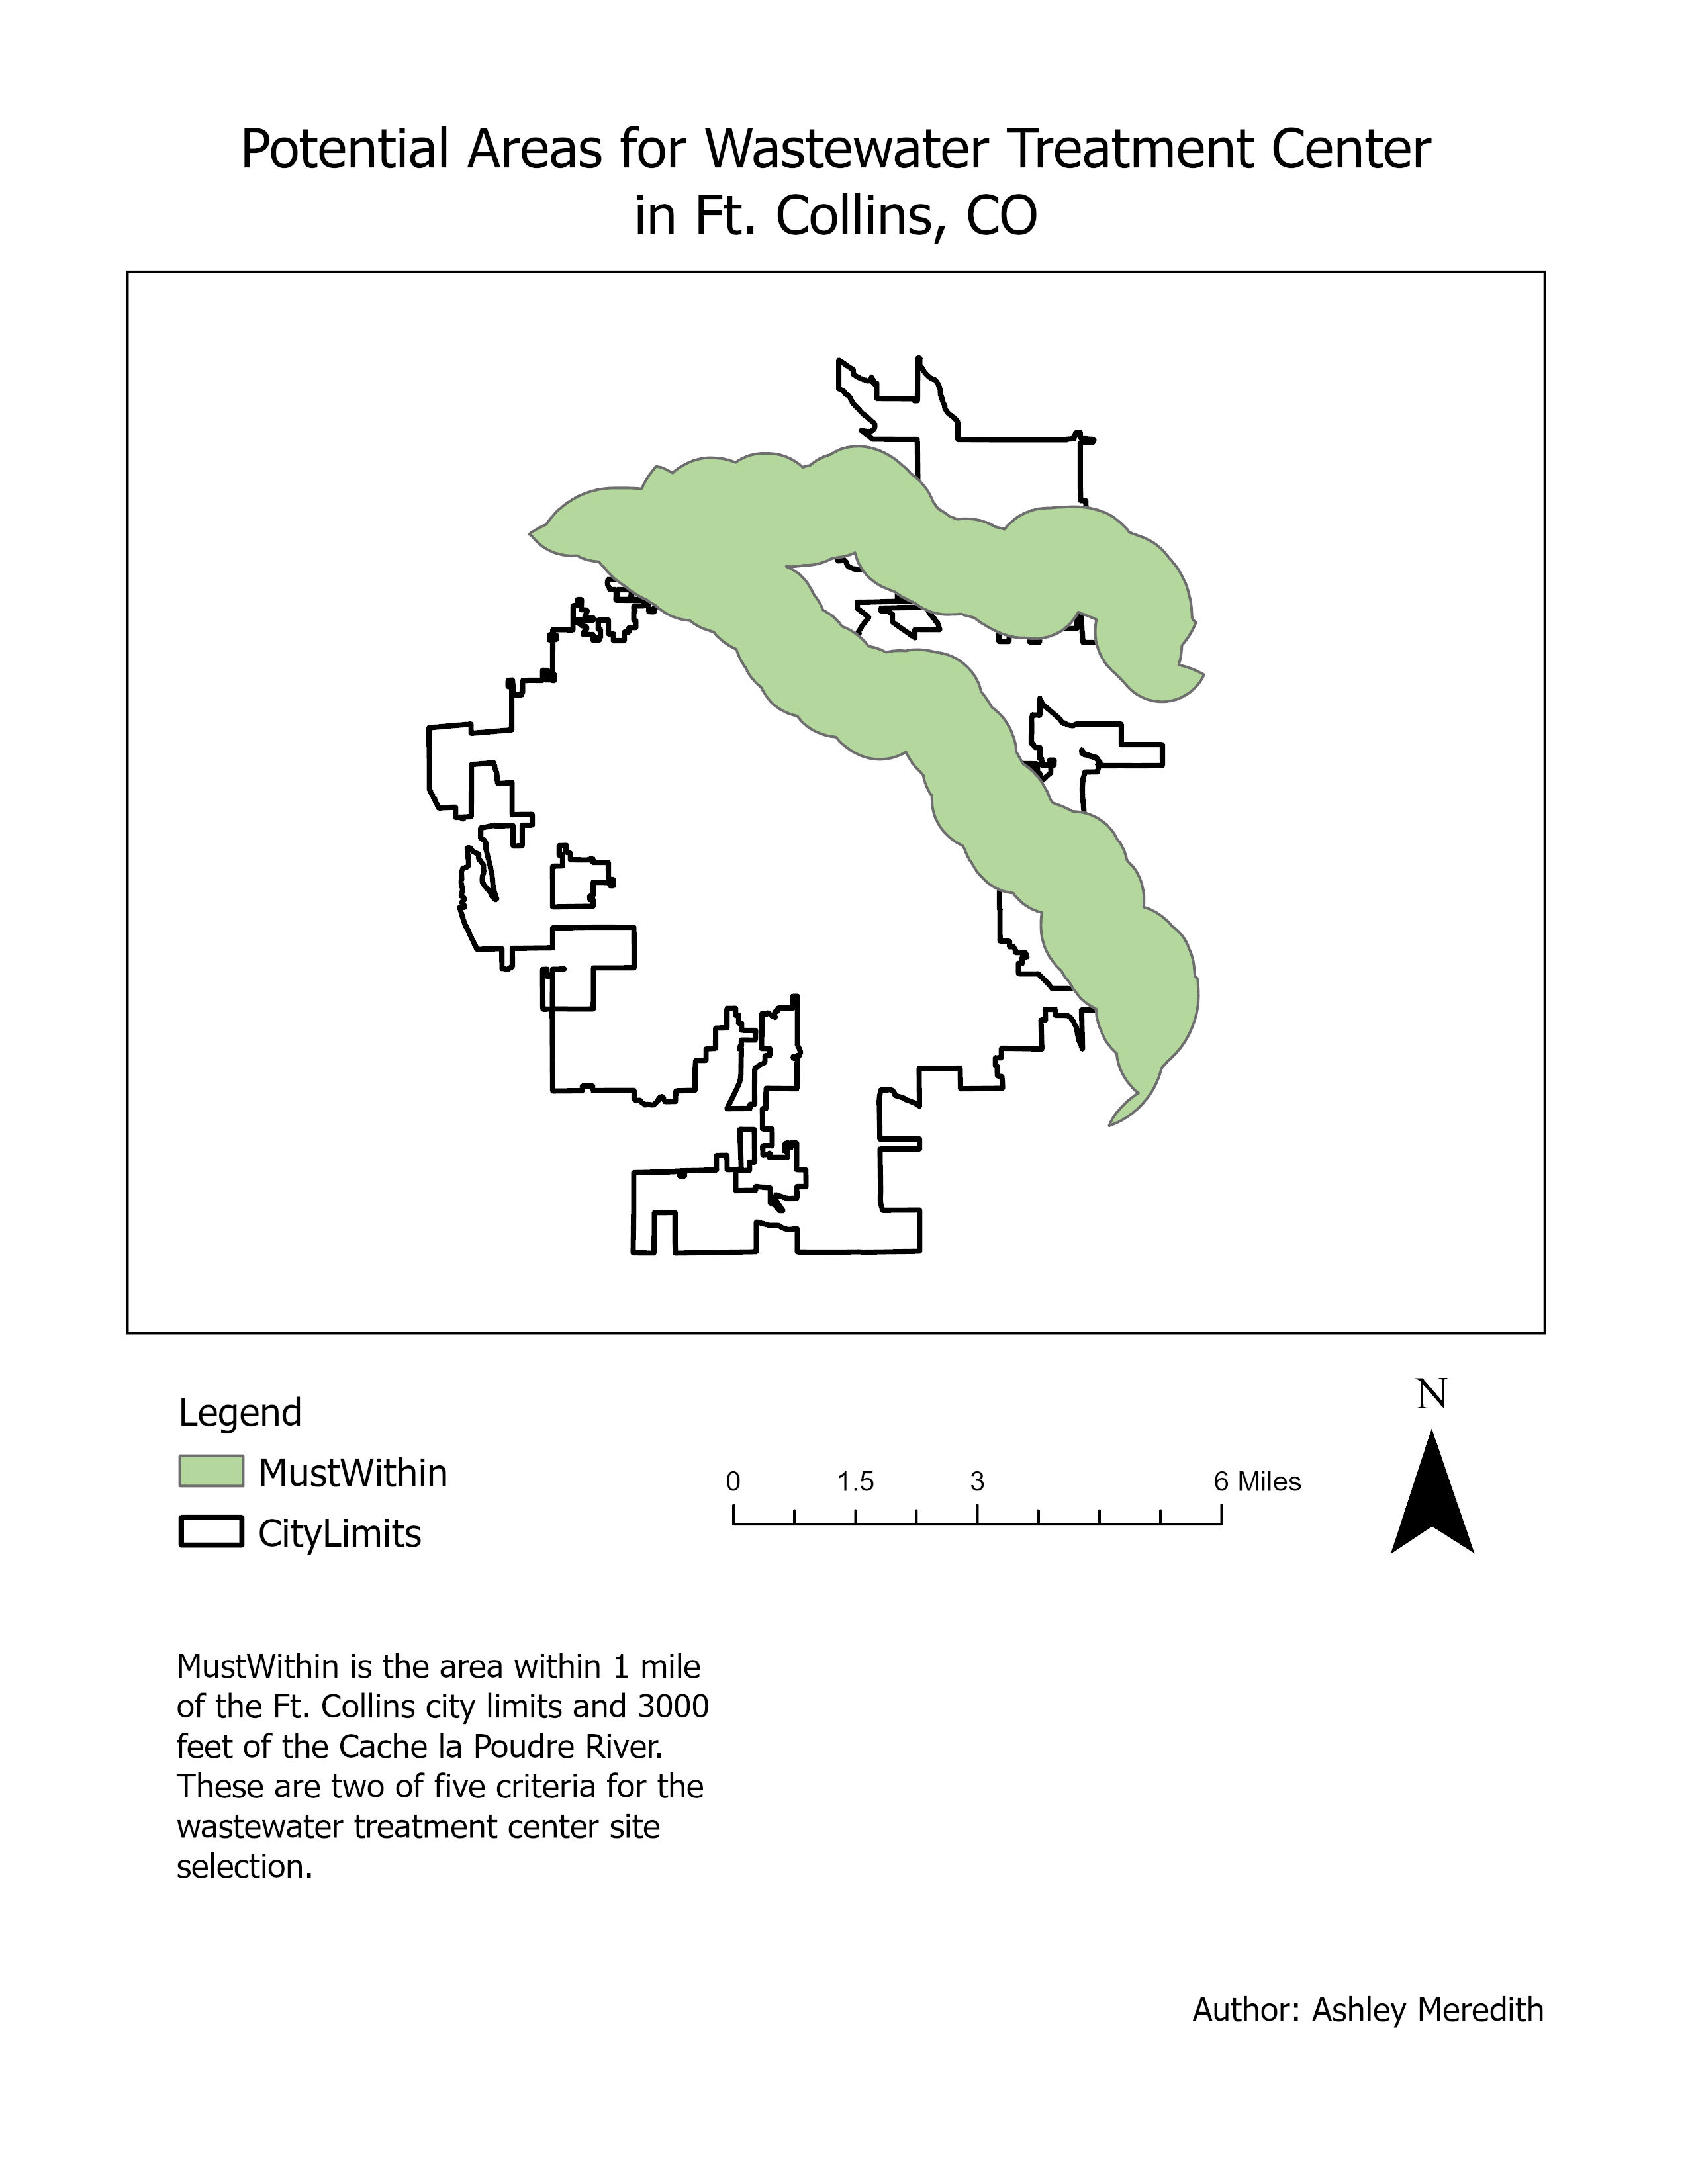 Potential Areas for Wastewater Treatment Center
in Ft. Collins, CO
Legend
MustWithin
CityLimits
0 1.5 3 6 Miles
N
MustWithin is the area within 1 mile
of the Ft. Collins city limits and 3000
feet of the Cache la Poudre River.
These are two of five criteria for the
wastewater treatment center site
selection.
Author: Ashley Meredith